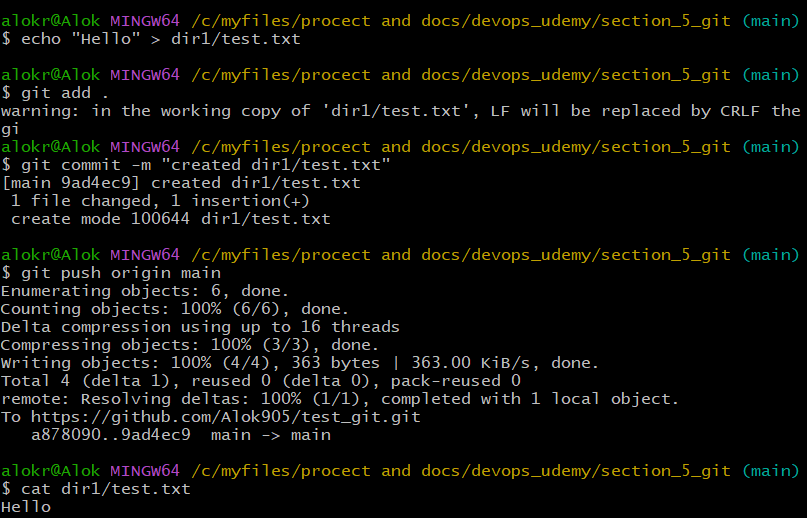 alokr@Alok MINGW64 /c/myfiles/procect and docs/devops_udemy/section_5_git (main)
$ echo "Hello" > dir1/test.txt
alokr@Alok MINGW64 /c/myfiles/procect and docs/devops_udemy/section_5_git (main)
$ git add .
warning: in the working copy of 'dir1/test.txt', LF will be replaced by CRLF the
gi
alokr@Alok MINGW64 /c/myfiles/procect and docs/devops_udemy/section_5_git (main)
$ git commit -m "created dir1/test.txt"
[main 9ad4ec9] created dir1/test.txt
 1 file changed, 1 insertion(+)
 create mode 100644 dir1/test.txt
alokr@Alok MINGW64 /c/myfiles/procect and docs/devops_udemy/section_5_git (main)
$ git push origin main
Enumerating objects: 6, done.
Counting objects: 100% (6/6), done.
Delta compression using up to 16 threads
Compressing objects: 100% (3/3), done.
Writing objects: 100% (4/4), 363 bytes | 363.00 KiB/s, done.
Total 4 (delta 1), reused 0 (delta 0), pack-reused 0
remote: Resolving deltas: 100% (1/1), completed with 1 local object.
To https://github.com/Alok905/test_git.git
   a878090..9ad4ec9  main -> main
alokr@Alok MINGW64 /c/myfiles/procect and docs/devops_udemy/section_5_git (main)
$ cat dir1/test.txt
Hello